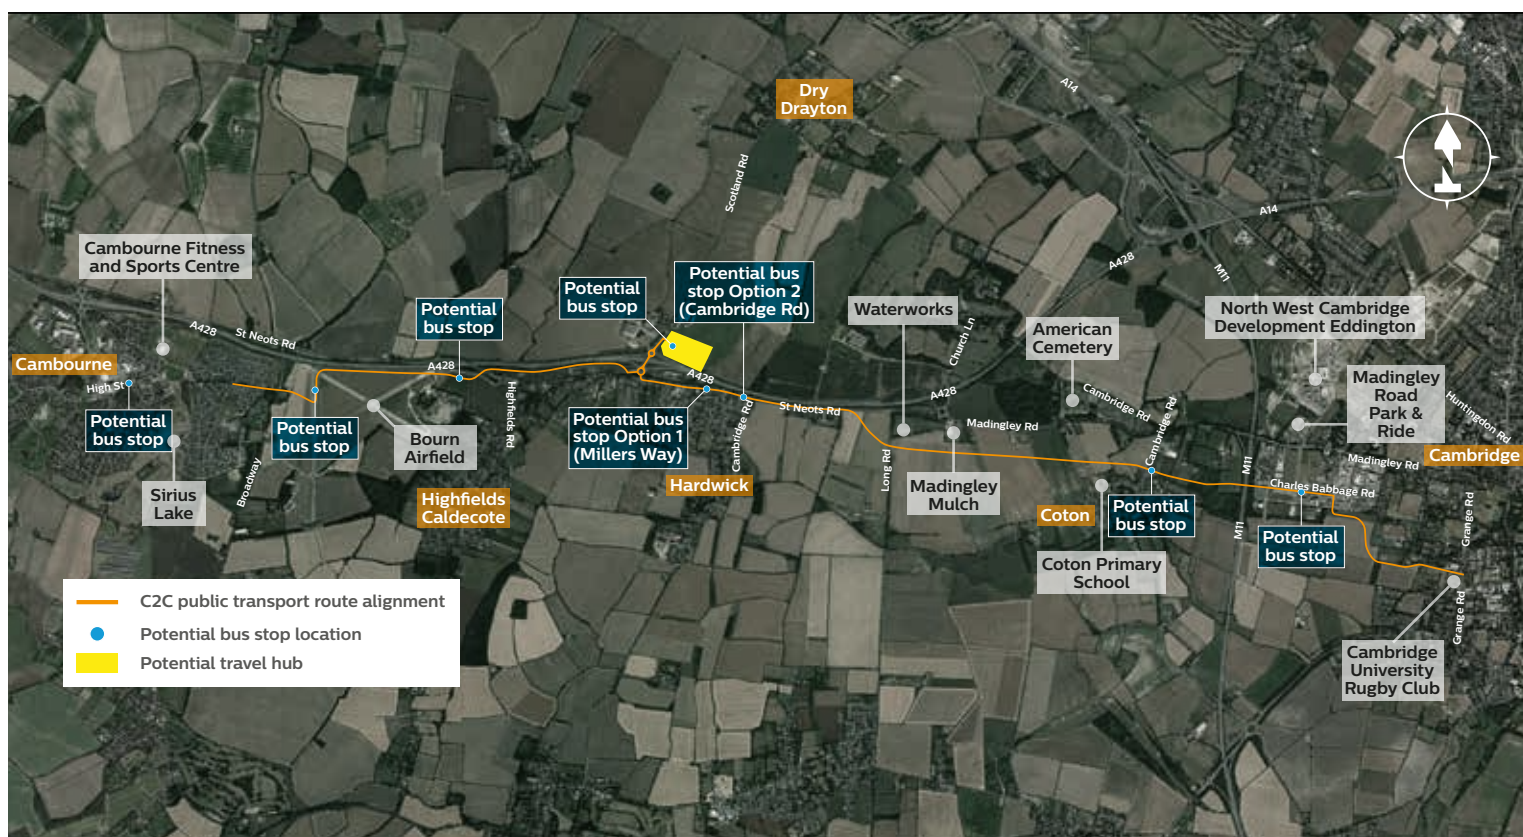 Dry
Drayton
A14
Scotland Rd
A14
A428
M11
Cambourne Fitness
and Sports Centre
A428
St Neots Rd
Potential
bus stop
Potential
bus stop
Potential bus
stop Option 2
(Cambridge Rd)
Waterworks
Church Ln
American
Cemetery
North West Cambridge
Development Eddington
Cambourne
High St
Potential
bus stop
Potential
bus stop
A428
A428
A428
Highfields Rd
Bourn
Airfield
Broadway
Sirius
Lake
Highfields
Caldecote
Potential bus
stop Option 1
(Millers Way)
Cambridge Rd
Hardwick
St Neots Rd
Long Rd
Madingley Rd
Madingley
Mulch
Cambridge Rd
Cambridge Rd
Coton
Potential
bus stop
Coton Primary
School
M11
M11
Madingley
Road
Park &
Ride
Huntingdon Rd
Cambridge
Madingley Rd
Charles Babbage Rd
Potential
bus stop
Grange Rd
Grange Rd
Cambridge
University
Rugby Club
C2C public transport route alignment
Potential bus stop location
Potential travel hub